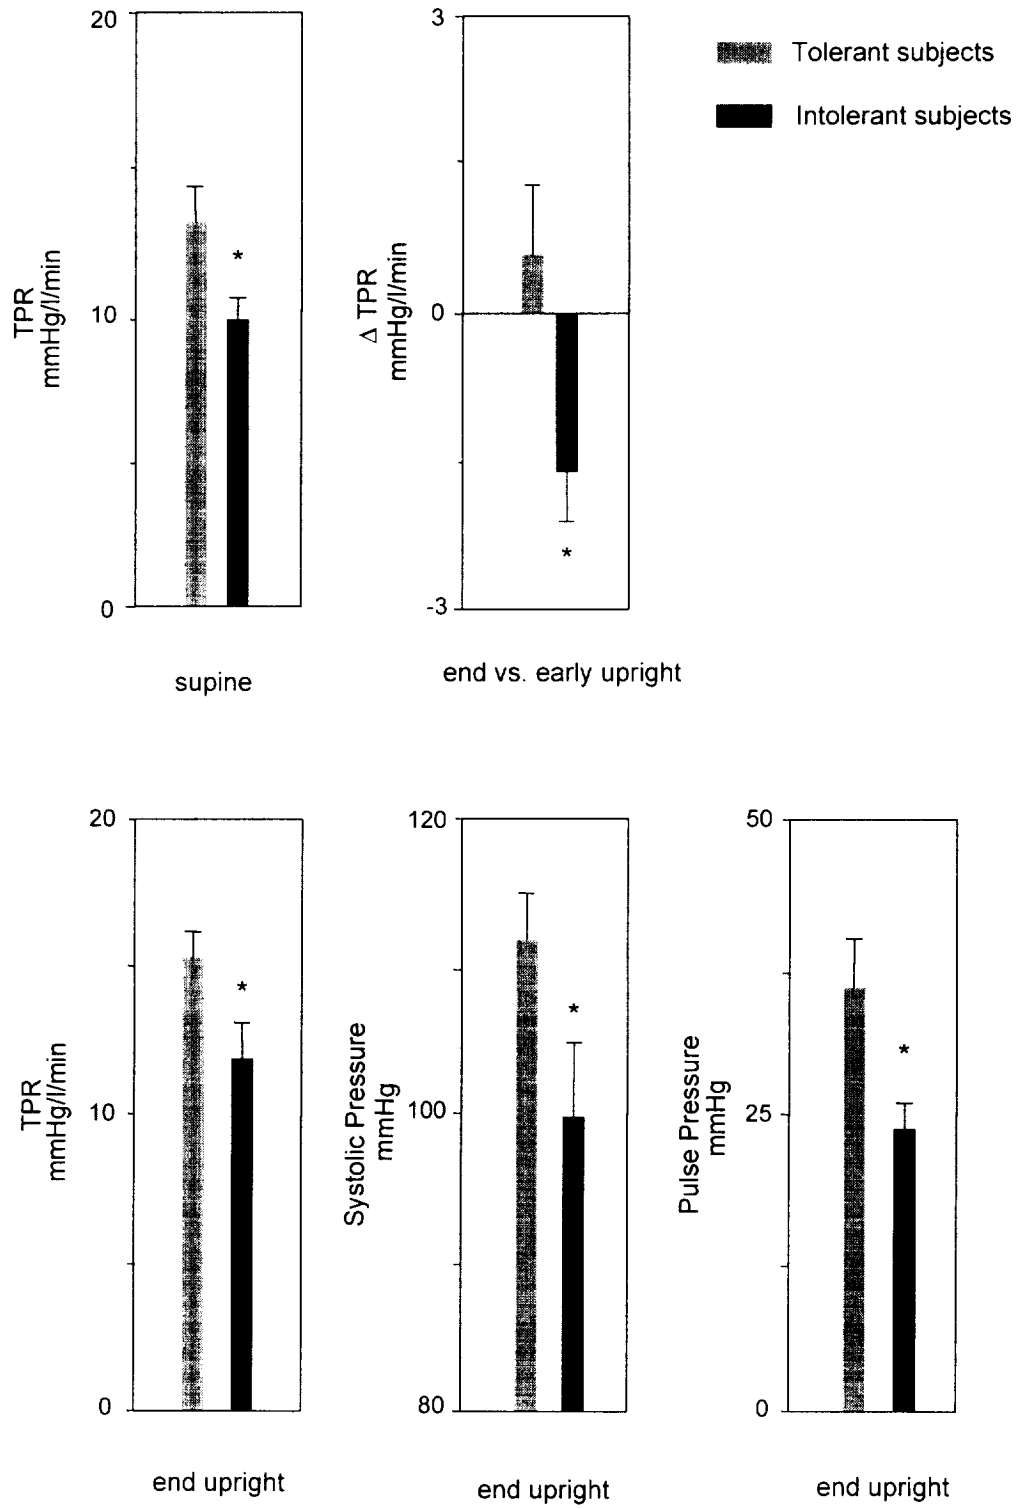 20
10
0
TPR
mmHg/l/min
*
supine
3
0
-3
Δ TPR
mmHg/l/min
*
end vs. early upright
Tolerant subjects
Intolerant subjects
20
10
0
TPR
mmHg/l/min
*
end upright
120
100
80
Systolic Pressure
mmHg
*
end upright
50
25
0
Pulse Pressure
mmHg
*
end upright